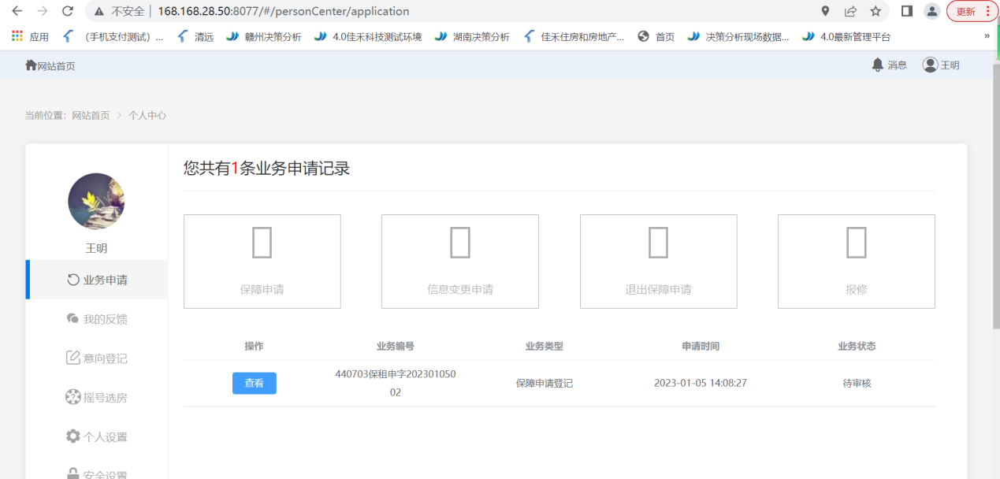 不安全 168.168.28.50:8077/#/personCenter/application 更新
应用 （手机支付测试）... 清远 赣州决策分析 4.0佳禾科技测试环境 湖南决策分析 佳禾住房和房地产... 首页 决策分析现场数据... 4.0最新管理平台 »
网站首页 消息 王明
当前位置：网站首页 > 个人中心
王明
业务申请
我的反馈
意向登记
摇号选房
个人设置
安全设置
您共有1条业务申请记录
保障申请 信息变更申请 退出保障申请 报修
操作 业务编号 业务类型 申请时间 业务状态
查看 440703保租申字202301050 保障申请登记 2023-01-05 14:08:27 待审核
02